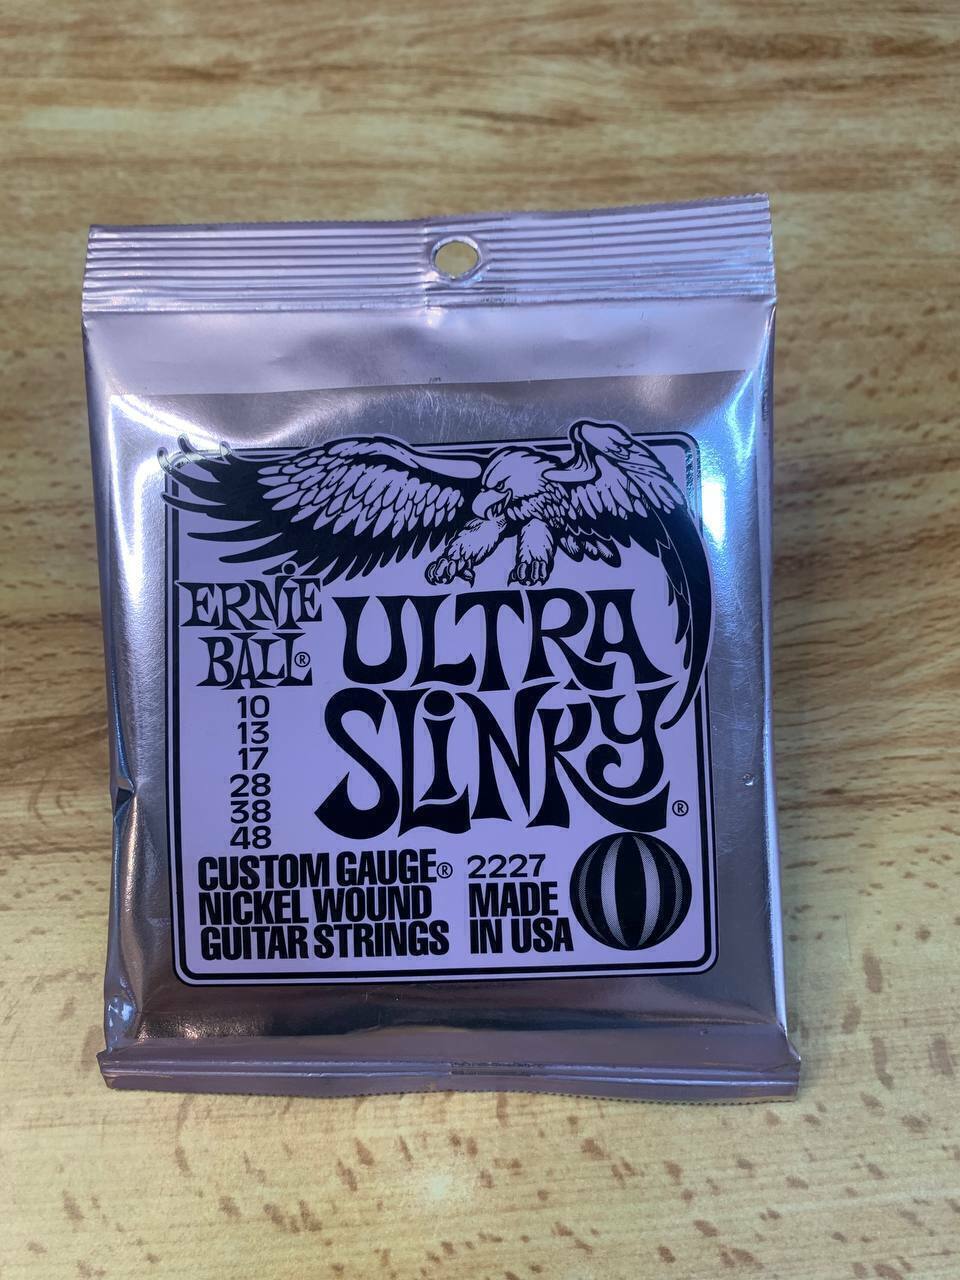 ERNiE
BALL®
ULTRA
SLiNKY®
10
13
17
28
38
48
CUSTOM GAUGE®
NICKEL WOUND
GUITAR STRINGS
2227
MADE
IN USA